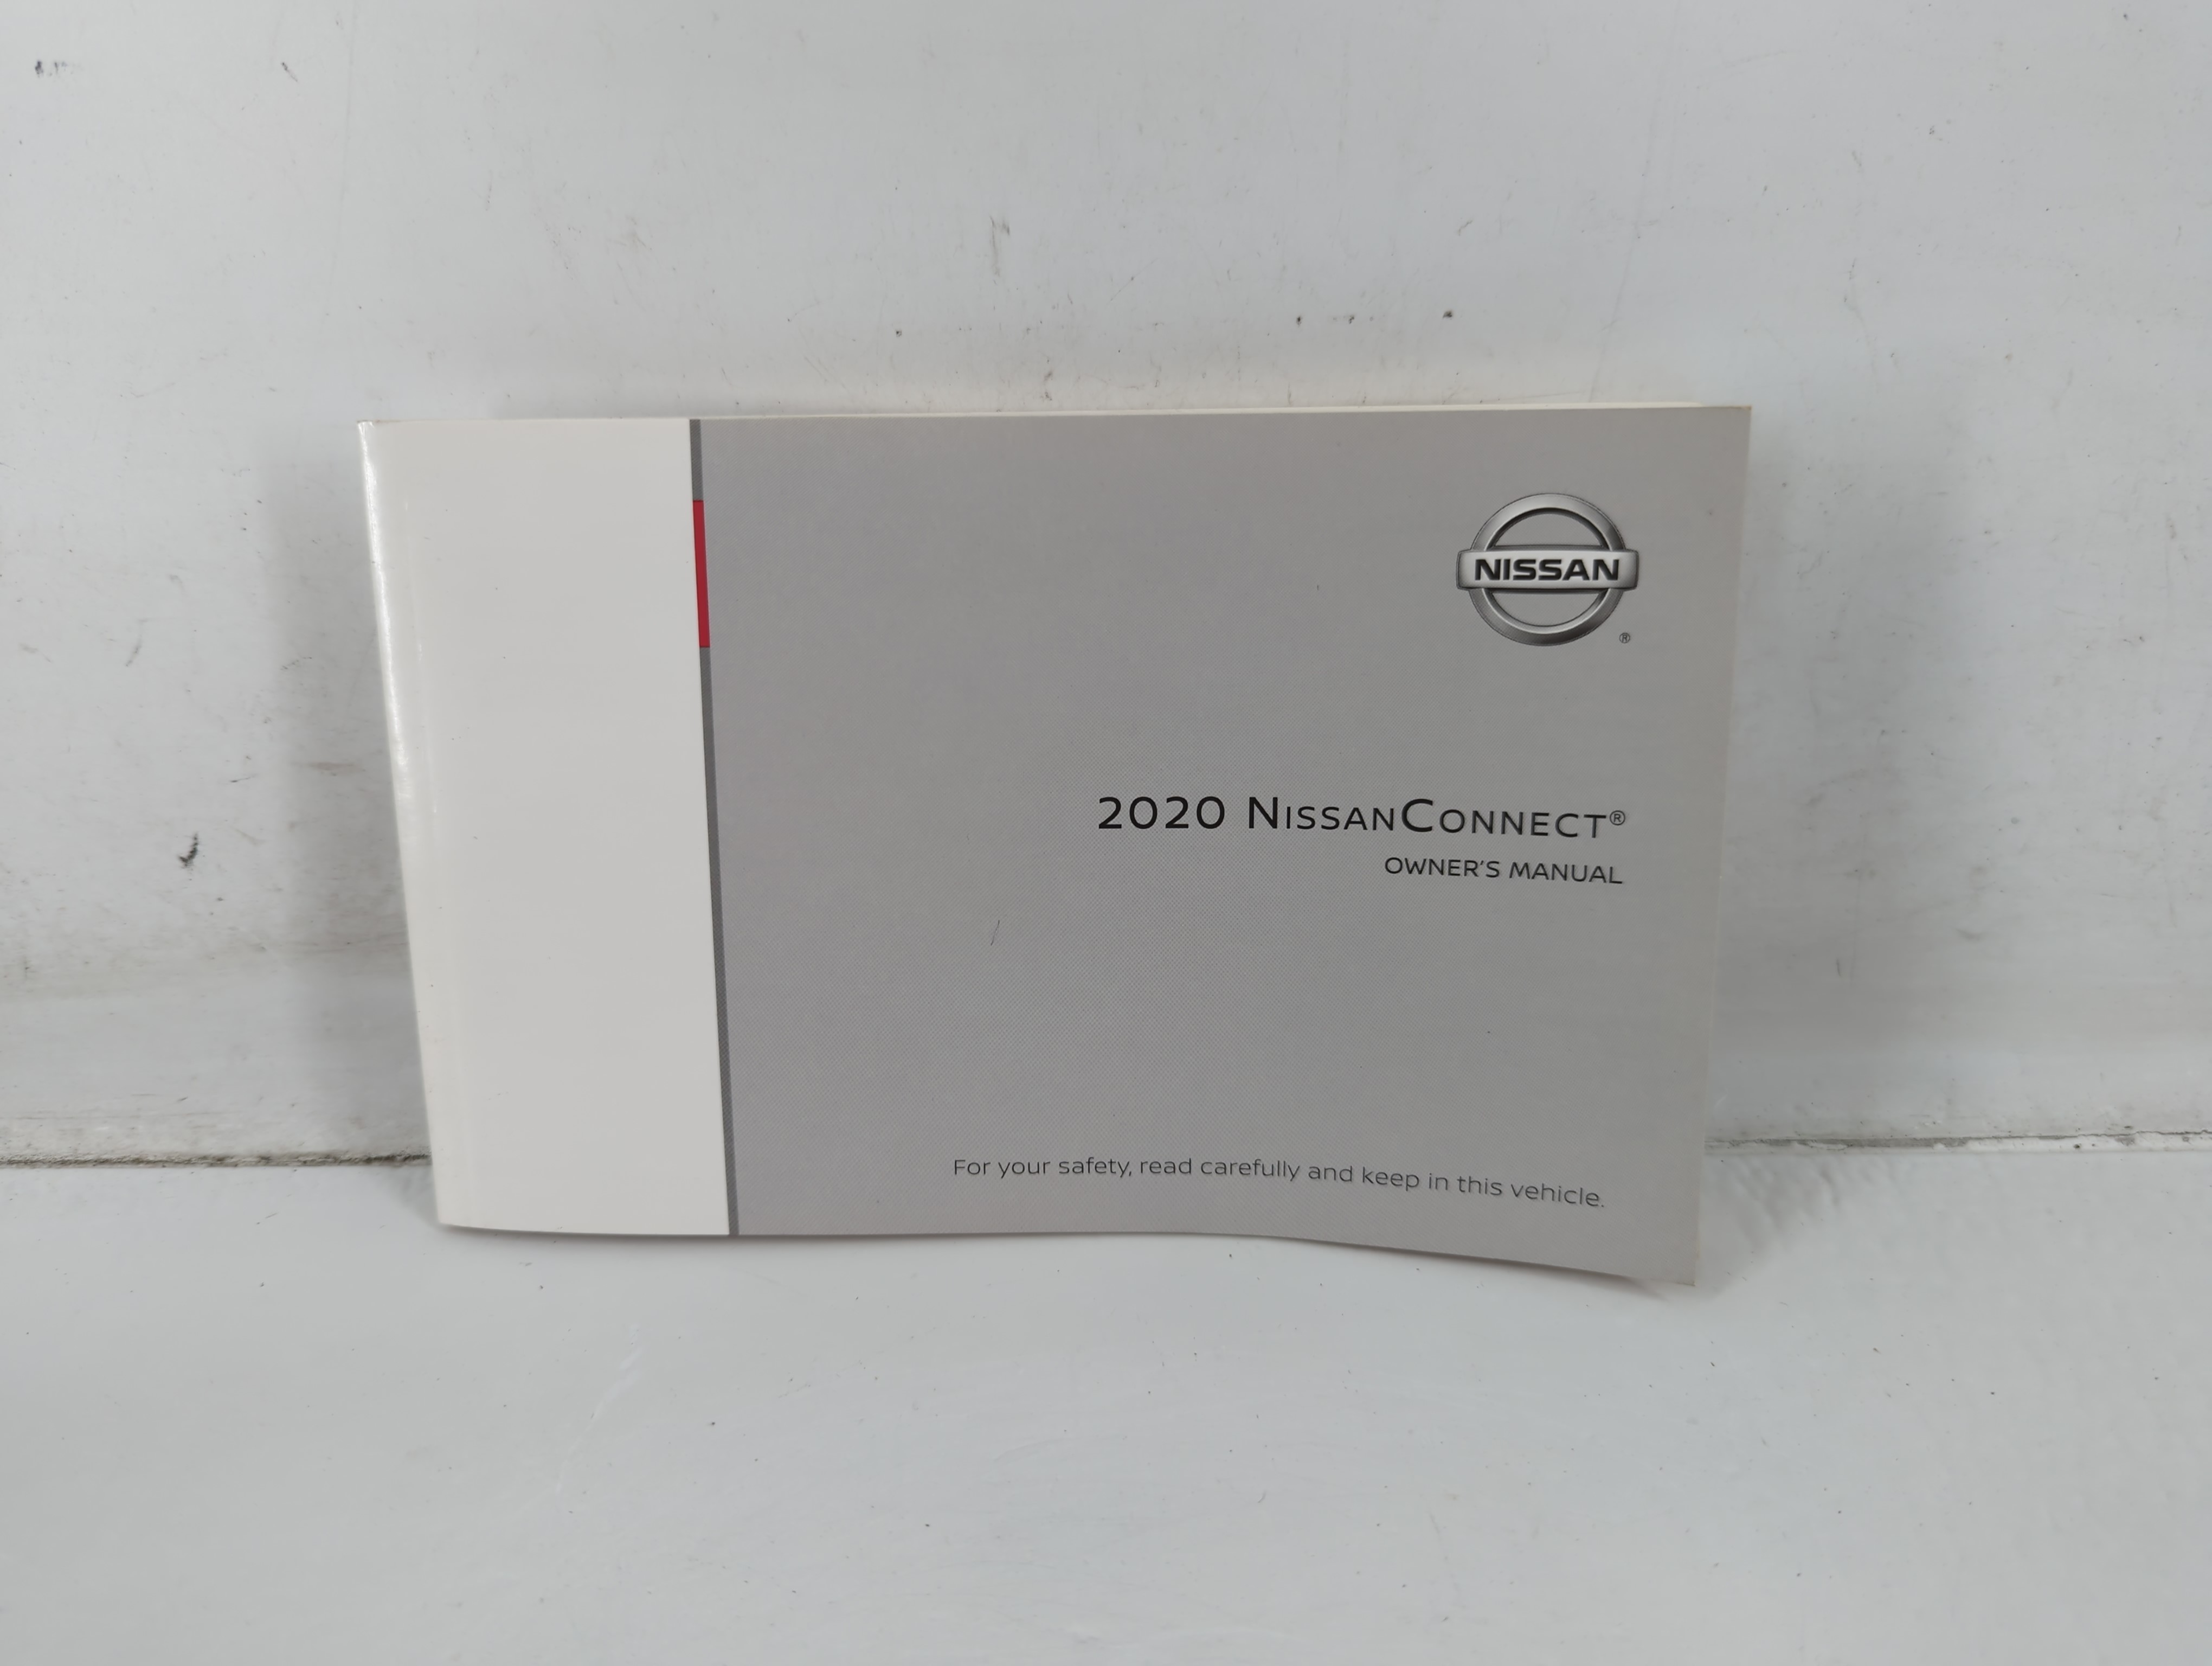 NISSAN
®
2020 NISSANCONNECT®
OWNER'S MANUAL
For your safety, read carefully and keep in this vehicle.